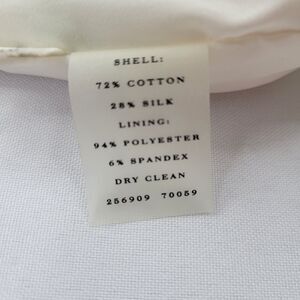 SHELL:
72% COTTON
28% SILK
LINING:
94% POLYESTER
6% SPANDEX
DRY CLEAN
256909 70059